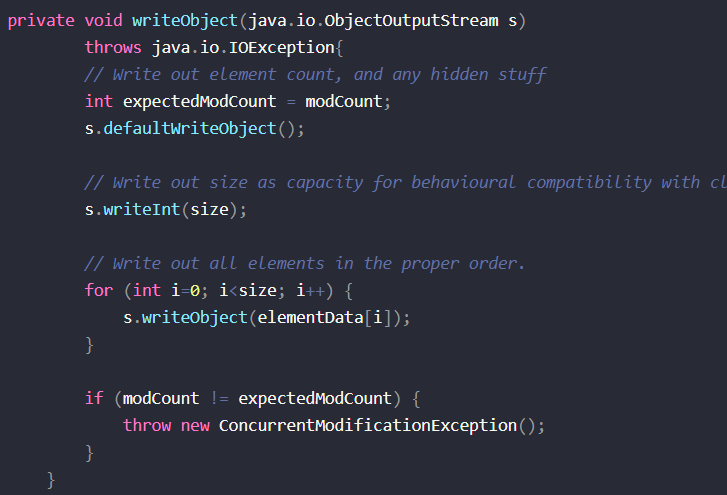 private void writeObject(java.io.ObjectOutputStream s)
throws java.io.IOException{
// Write out element count, and any hidden stuff
int expectedModCount = modCount;
s.defaultWriteObject();
// Write out size as capacity for behavioural compatibility with
s.writeInt(size);
// Write out all elements in the proper order.
for (int i=0; i<size; i++) {
s.writeObject(elementData[i]);
}
if (modCount != expectedModCount) {
throw new ConcurrentModificationException();
}
}